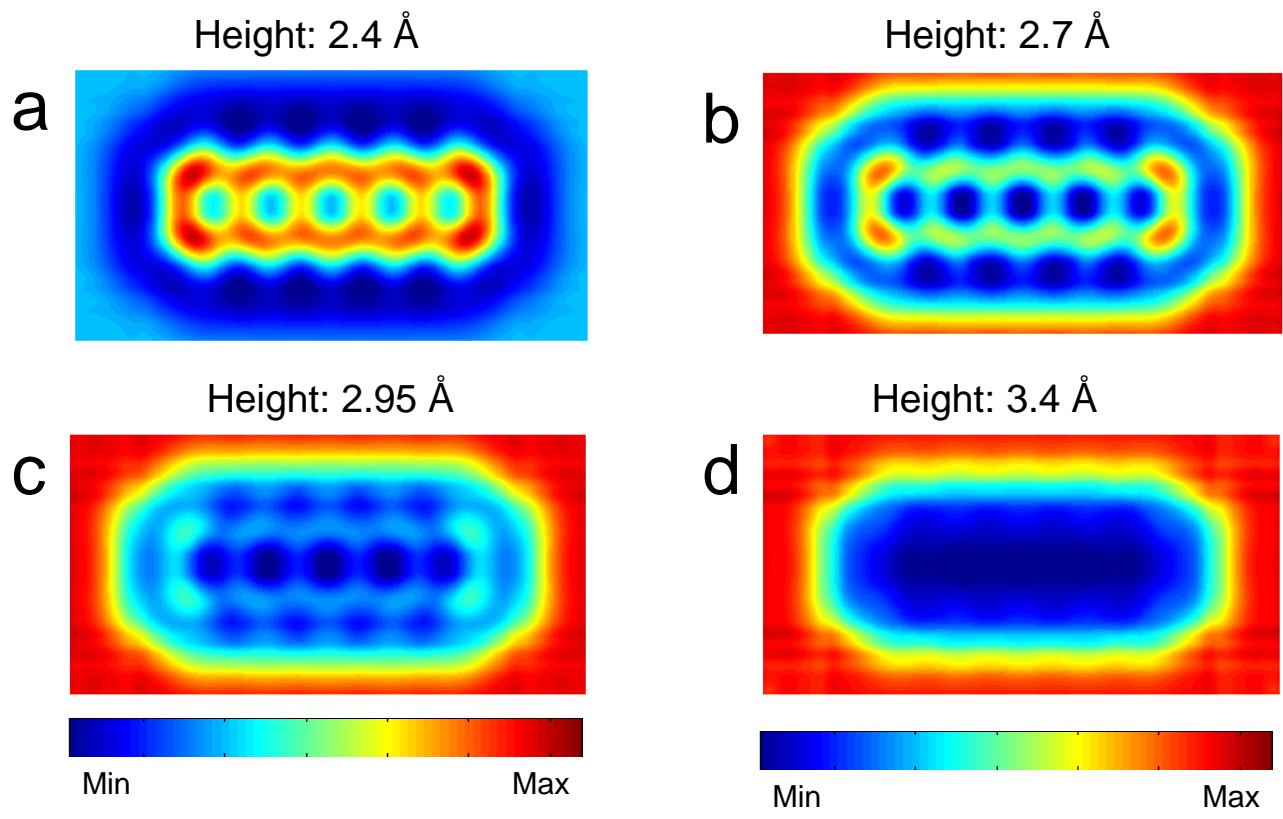 Height: 2.4 Å
Height: 2.7 Å
a
b
Height: 2.95 Å
Height: 3.4 Å
c
d
Min
Max
Min
Max